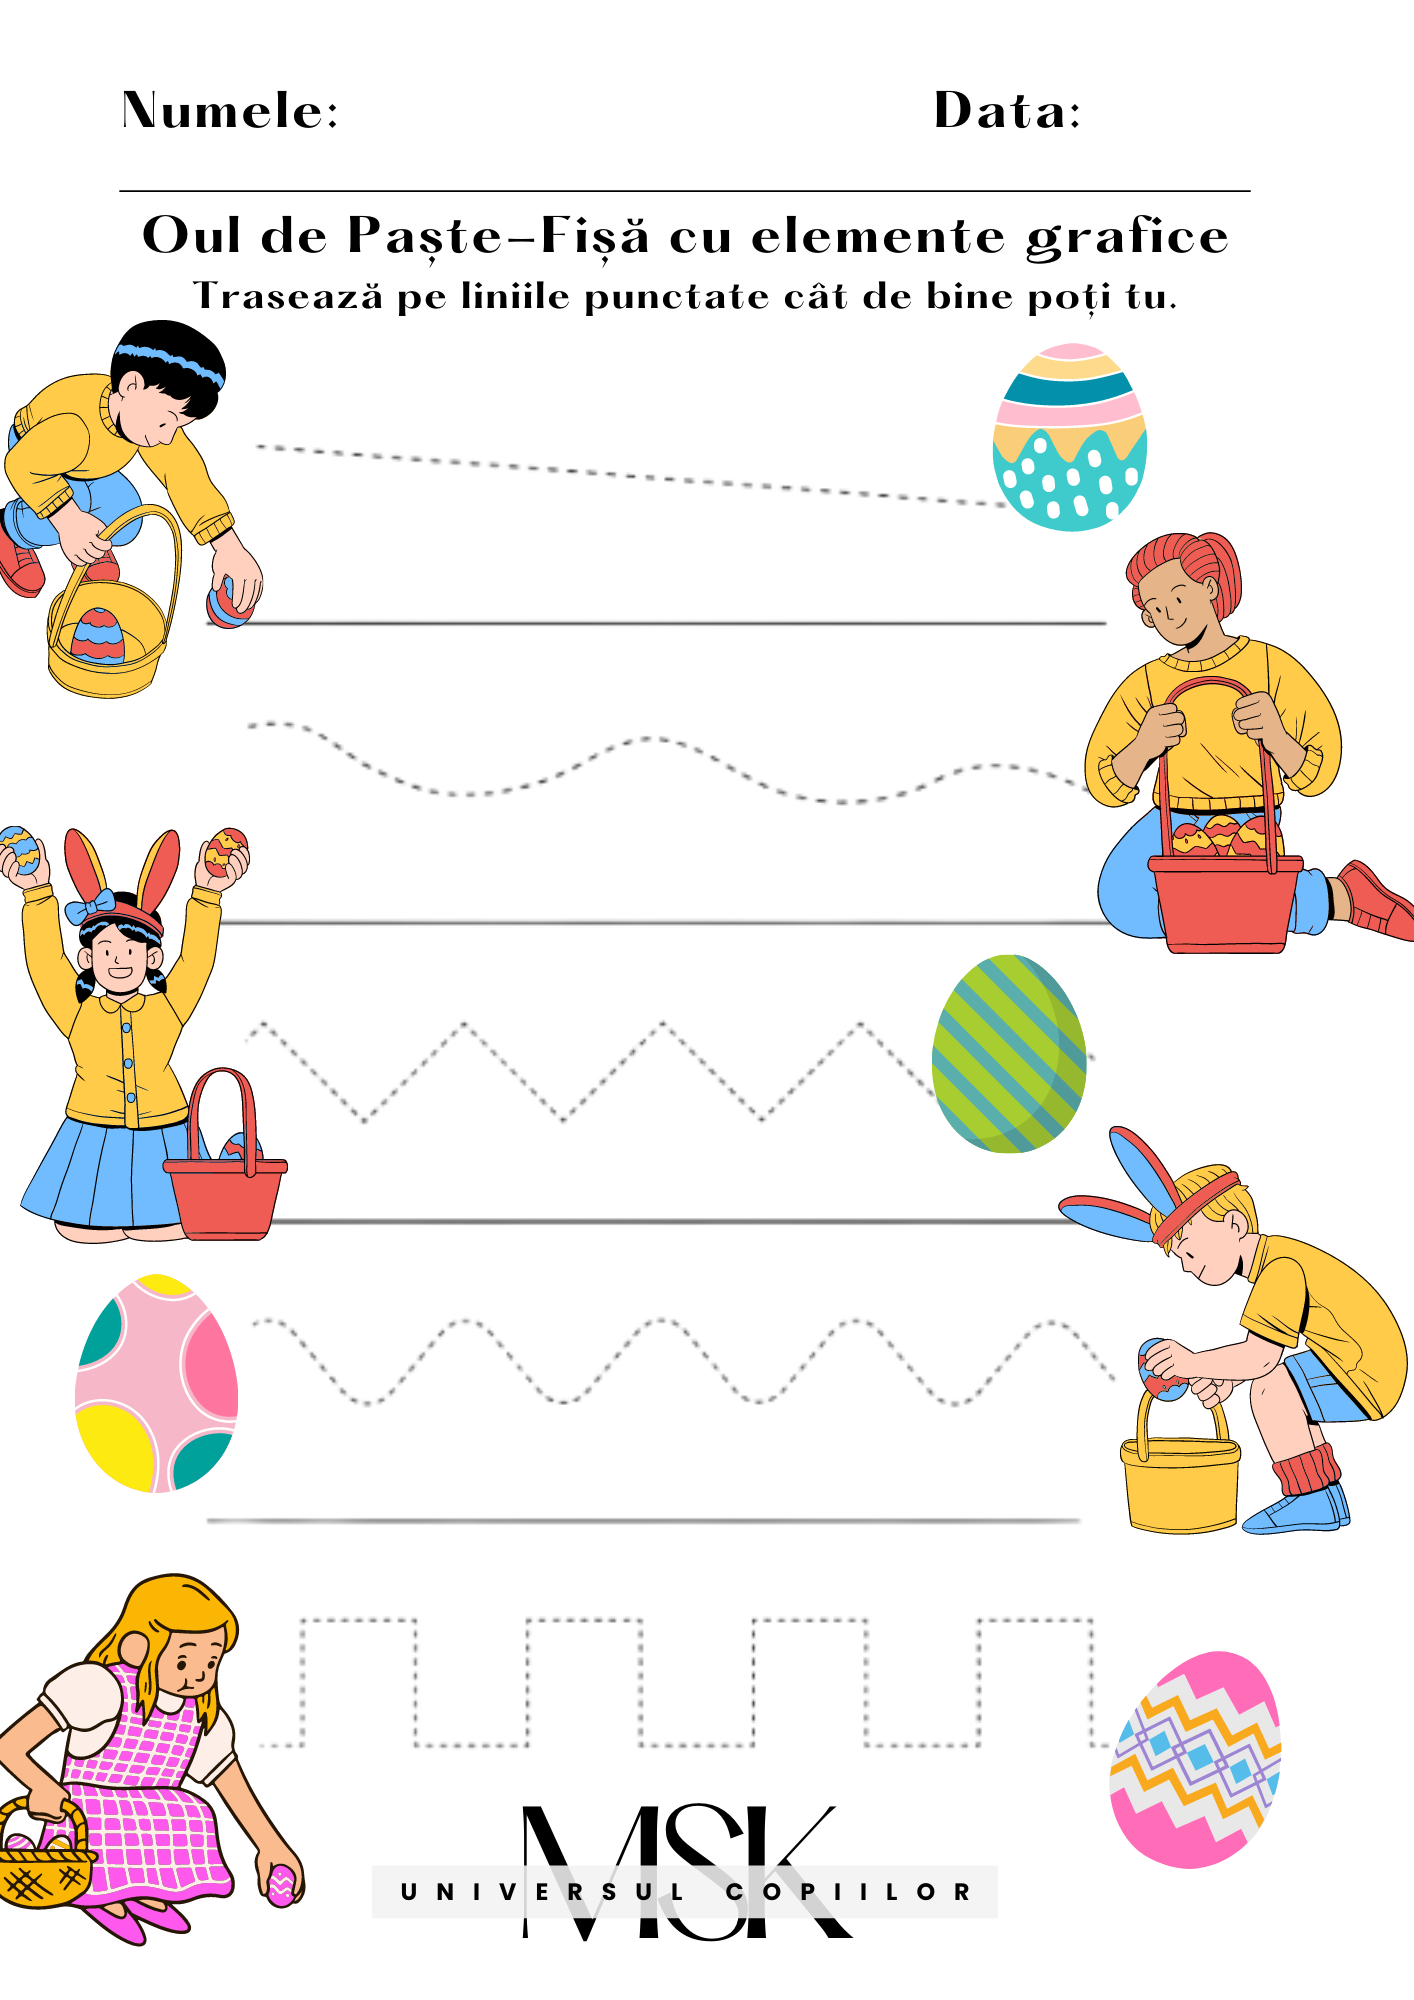 Numele: Data:
Oul de Paște-Fișă cu elemente grafice
Trasează pe liniile punctate cât de bine poți tu.
MSK
UNIVERSUL COPIILOR